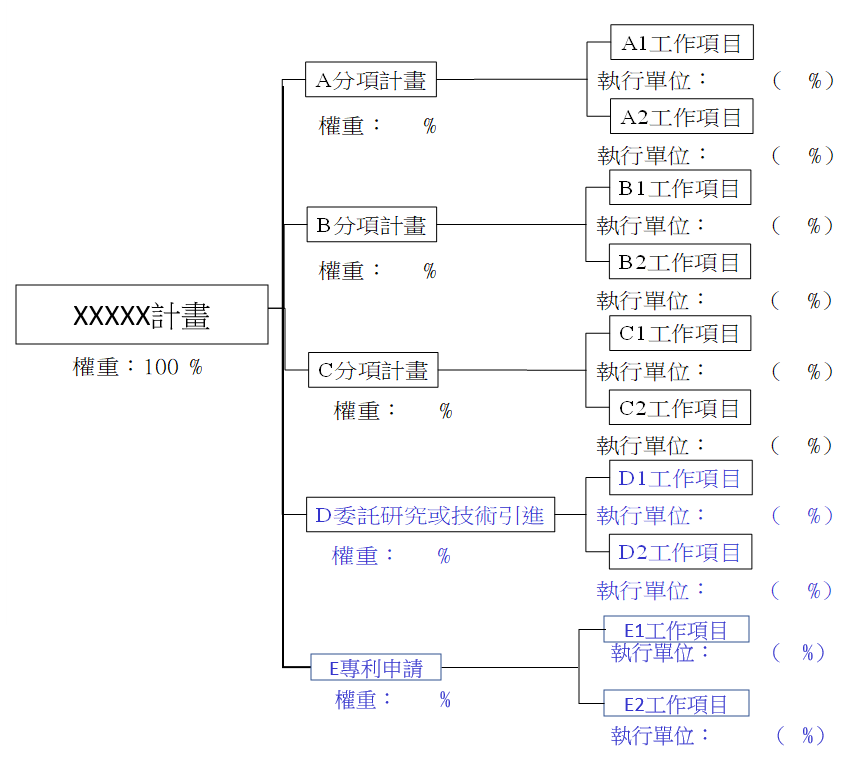 XXXXX計畫
權重：100 %
A分項計畫
權重：　　%
A1工作項目
執行單位：　　　（　%）
A2工作項目
執行單位：　　　（　%）
B分項計畫
權重：　　%
B1工作項目
執行單位：　　　（　%）
B2工作項目
執行單位：　　　（　%）
C分項計畫
權重：　　%
C1工作項目
執行單位：　　　（　%）
C2工作項目
執行單位：　　　（　%）
D委託研究或技術引進
權重：　　%
D1工作項目
執行單位：　　　（　%）
D2工作項目
執行單位：　　　（　%）
E專利申請
權重：　　%
E1工作項目
執行單位：　　　（　%）
E2工作項目
執行單位：　　　（　%）